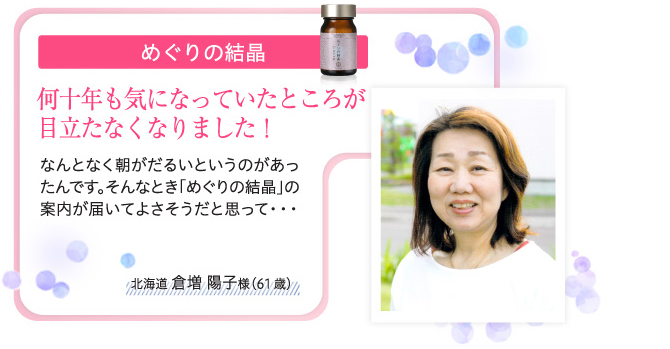 めぐりの結晶
何十年も気になっていたところが
目立たなくなりました！
なんとなく朝がだるいというのがあっ
たんです。そんなとき「めぐりの結晶」の
案内が届いてよさそうだと思って・・・
北海道 倉増 陽子様（61歳）